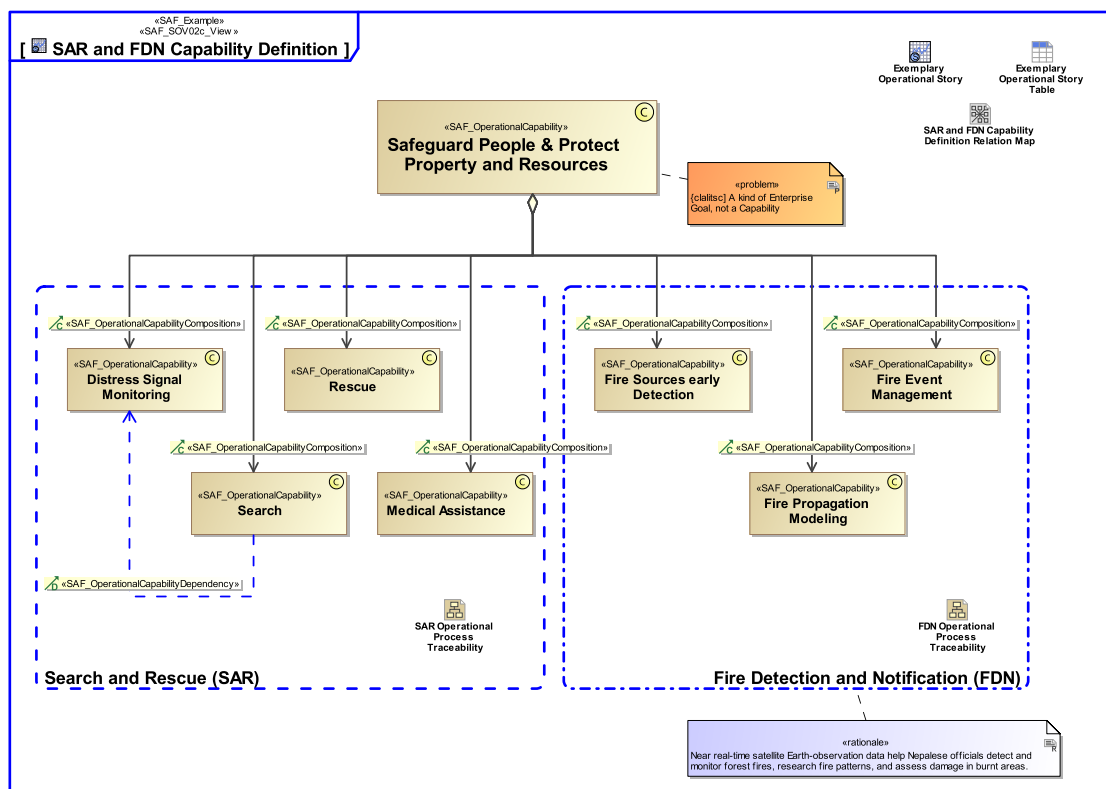 «SAF_Example»
«SAF_SOV02c_View »
[ SAR and FDN Capability Definition ]
Exemplary
Operational Story
Exemplary
Operational Story
Table
SAR and FDN Capability
Definition Relation Map
C
«SAF_OperationalCapability»
Safeguard People & Protect
Property and Resources
«problem»
P
{clalitsc] A kind of Enterprise
Goal, not a Capability
C «SAF_OperationalCapabilityComposition»
C «SAF_OperationalCapabilityComposition»
C «SAF_OperationalCapabilityComposition»
C «SAF_OperationalCapabilityComposition»
C
«SAF_OperationalCapability»
Distress Signal
Monitoring
C
«SAF_OperationalCapability»
Rescue
C
«SAF_OperationalCapability»
Fire Sources early
Detection
C
«SAF_OperationalCapability»
Fire Event
Management
C «SAF_OperationalCapabilityComposition»
C «SAF_OperationalCapabilityComposition»
C «SAF_OperationalCapabilityComposition»
C
«SAF_OperationalCapability»
Search
C
«SAF_OperationalCapability»
Medical Assistance
C
«SAF_OperationalCapability»
Fire Propagation
Modeling
D «SAF_OperationalCapabilityDependency»
SAR Operational
Process
Traceability
FDN Operational
Process
Traceability
Search and Rescue (SAR)
Fire Detection and Notification (FDN)
«rationale»
R
Near real-time satellite Earth-observation data help Nepalese officials detect and
monitor forest fires, research fire patterns, and assess damage in burnt areas.